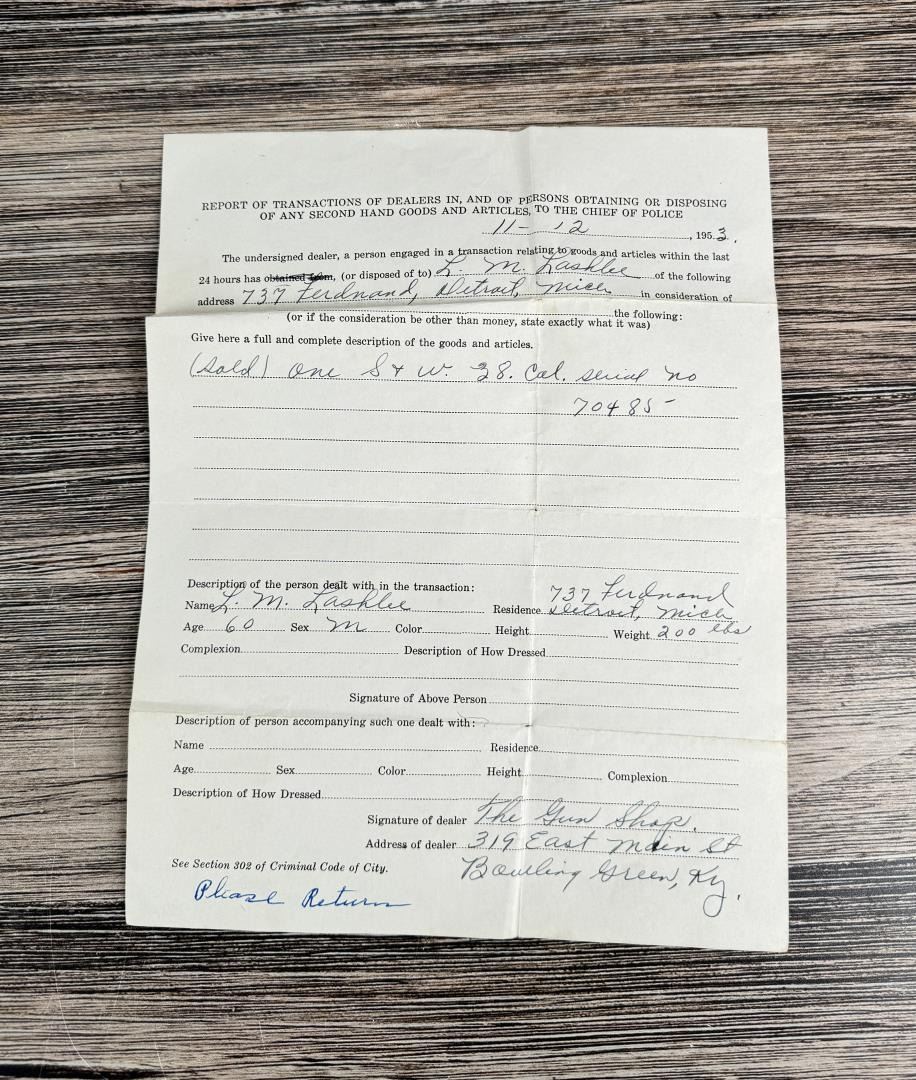 REPORT OF TRANSACTIONS OF DEALERS IN, AND OF PERSONS OBTAINING OR DISPOSING
OF ANY SECOND HAND GOODS AND ARTICLES, TO THE CHIEF OF POLICE
11- 12, 1953.
The undersigned dealer, a person engaged in a transaction relating to goods and articles within the last
24 hours has obtained from, (or disposed of to) L. M. Lashlee of the following
address 737 Ferdnand, Detroit, Mich in consideration of
the following:
(or if the consideration be other than money, state exactly what it was)
Give here a full and complete description of the goods and articles.
(Sold) One S & W. 38. Cal. serial no
70485
Description of the person dealt with in the transaction:
737 Ferdnand
Name L. M. Lashlee Residence Detroit, Mich
Age 60 Sex M Color Height Weight 200 lbs
Complexion Description of How Dressed
Signature of Above Person
Description of person accompanying such one dealt with:
Name Residence
Age Sex Color Height Complexion
Description of How Dressed
Signature of dealer The Gun Shop.
Address of dealer 319 East Main St
See Section 302 of Criminal Code of City. Bowling Green, Ky.
Please Return